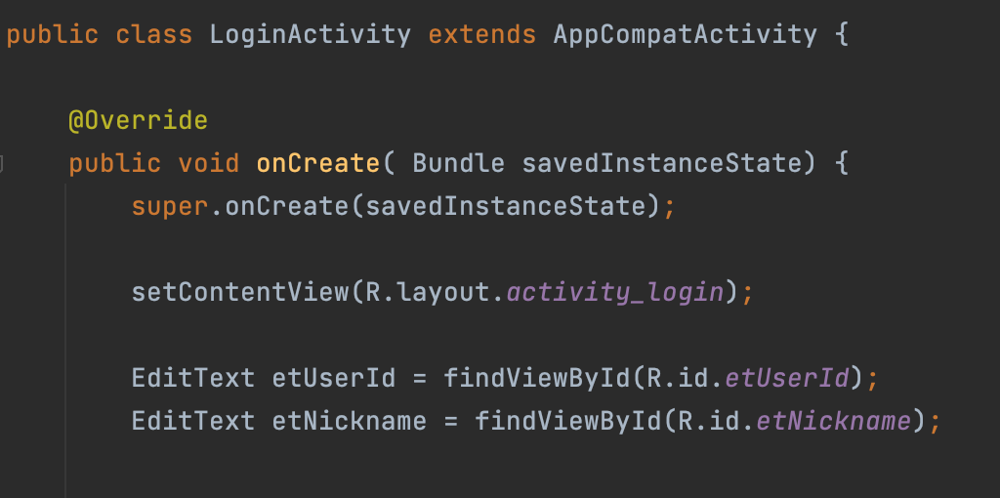 public class LoginActivity extends AppCompatActivity {
@Override
public void onCreate( Bundle savedInstanceState) {
super.onCreate(savedInstanceState);
setContentView(R.layout.activity_login);
EditText etUserId = findViewById(R.id.etUserId);
EditText etNickname = findViewById(R.id.etNickname);